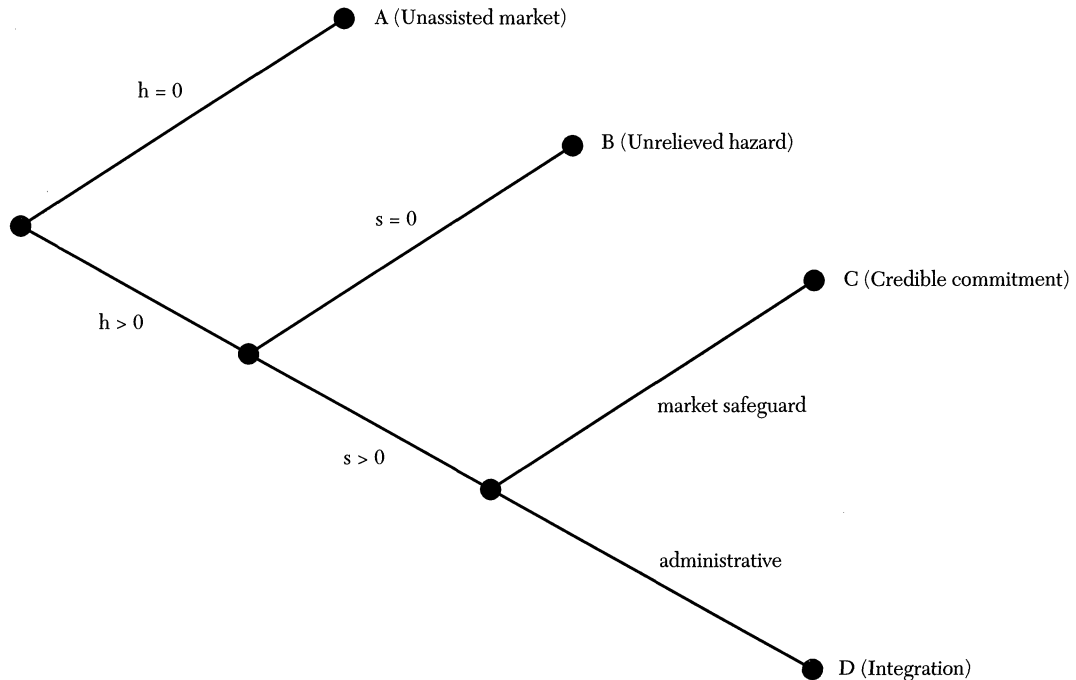 A (Unassisted market)
h = 0
B (Unrelieved hazard)
s = 0
C (Credible commitment)
h > 0
market safeguard
s > 0
administrative
D (Integration)